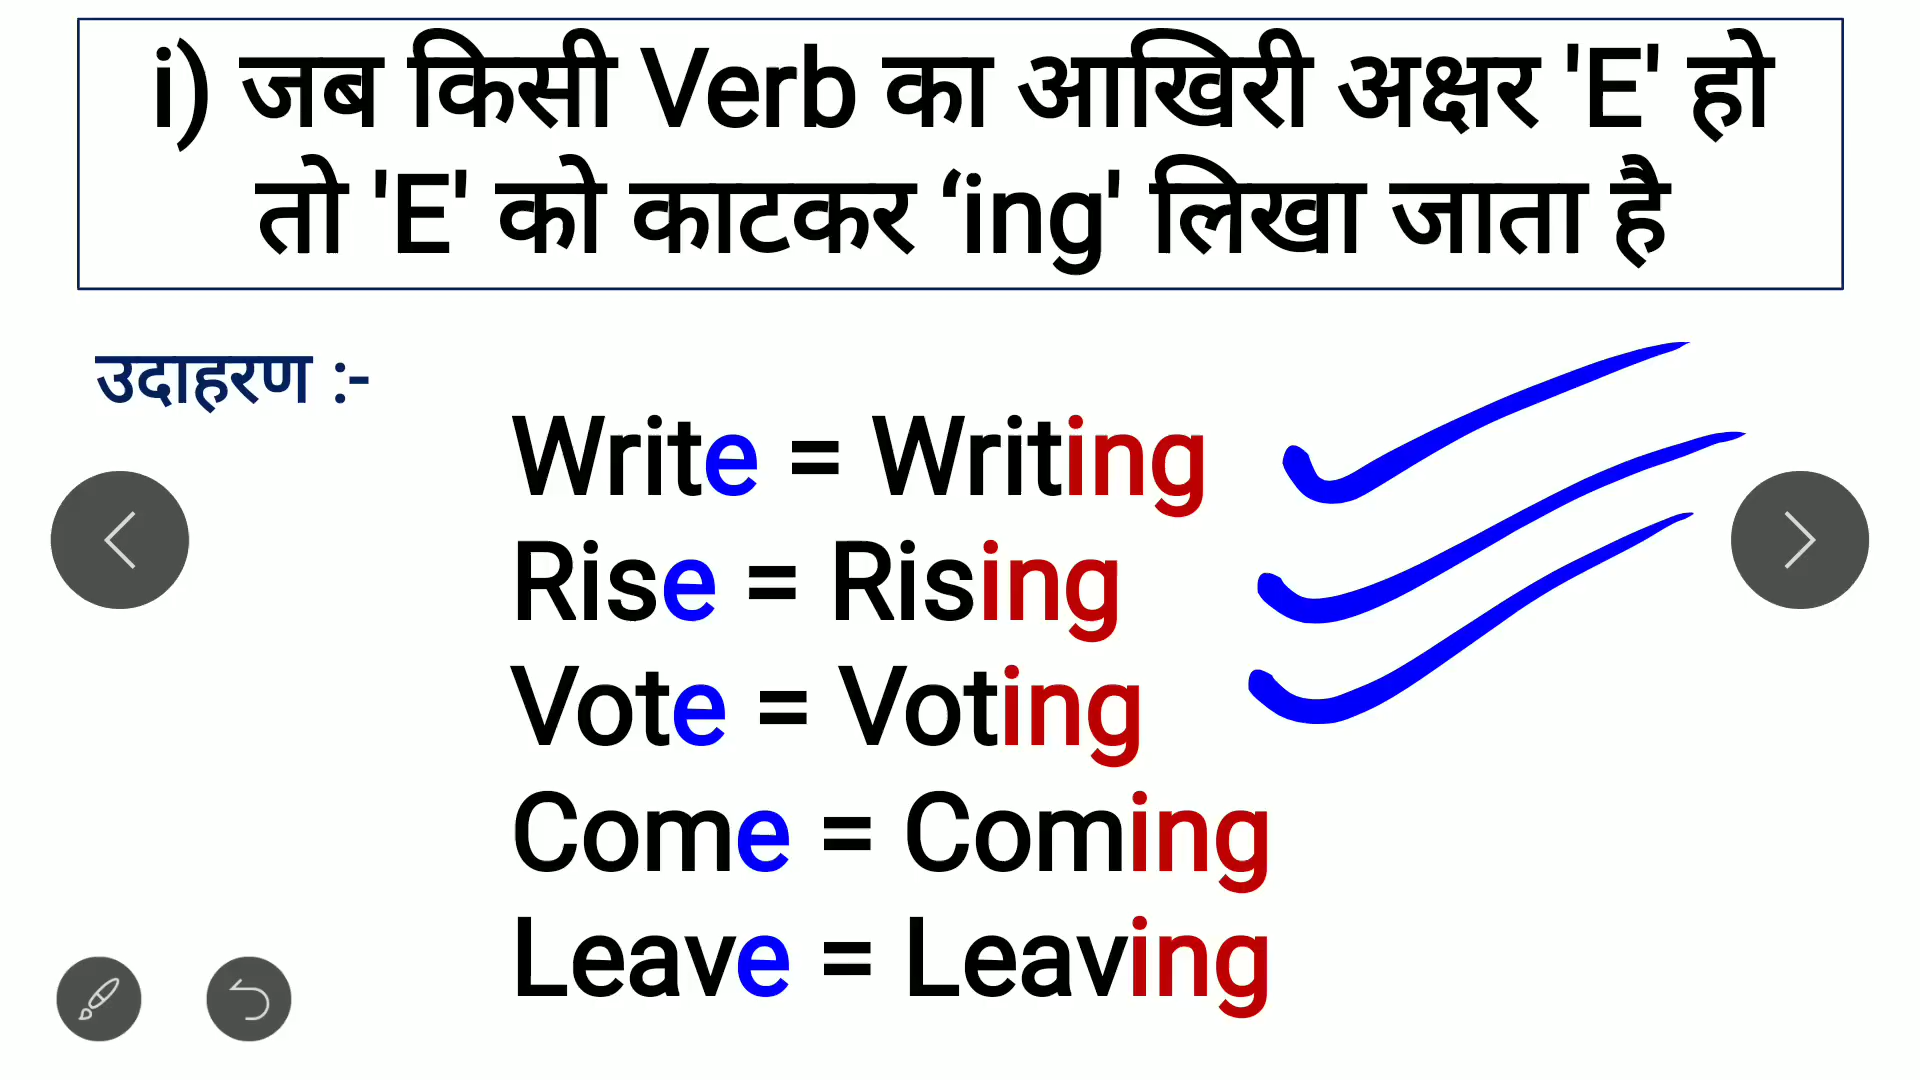 i) जब किसी Verb का आखिरी अक्षर 'E' हो
तो 'E' को काटकर ‘ing' लिखा जाता है
उदाहरण :-
Write = Writing
Rise = Rising
Vote = Voting
Come = Coming
Leave = Leaving